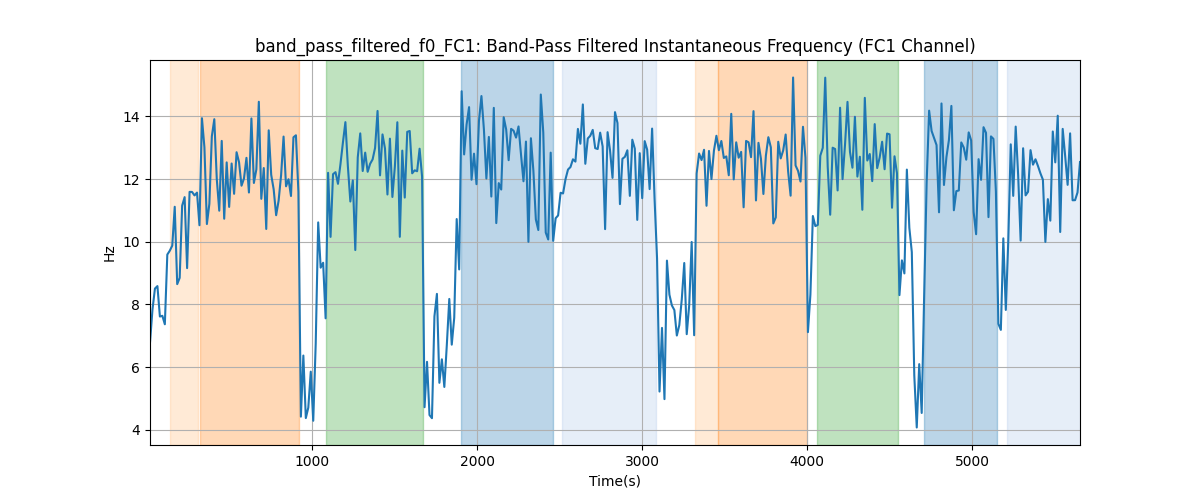 band_pass_filtered_f0_FC1: Band-Pass Filtered Instantaneous Frequency (FC1 Channel)
14
12
10
8
6
4
Hz
1000 2000 3000 4000 5000
Time(s)